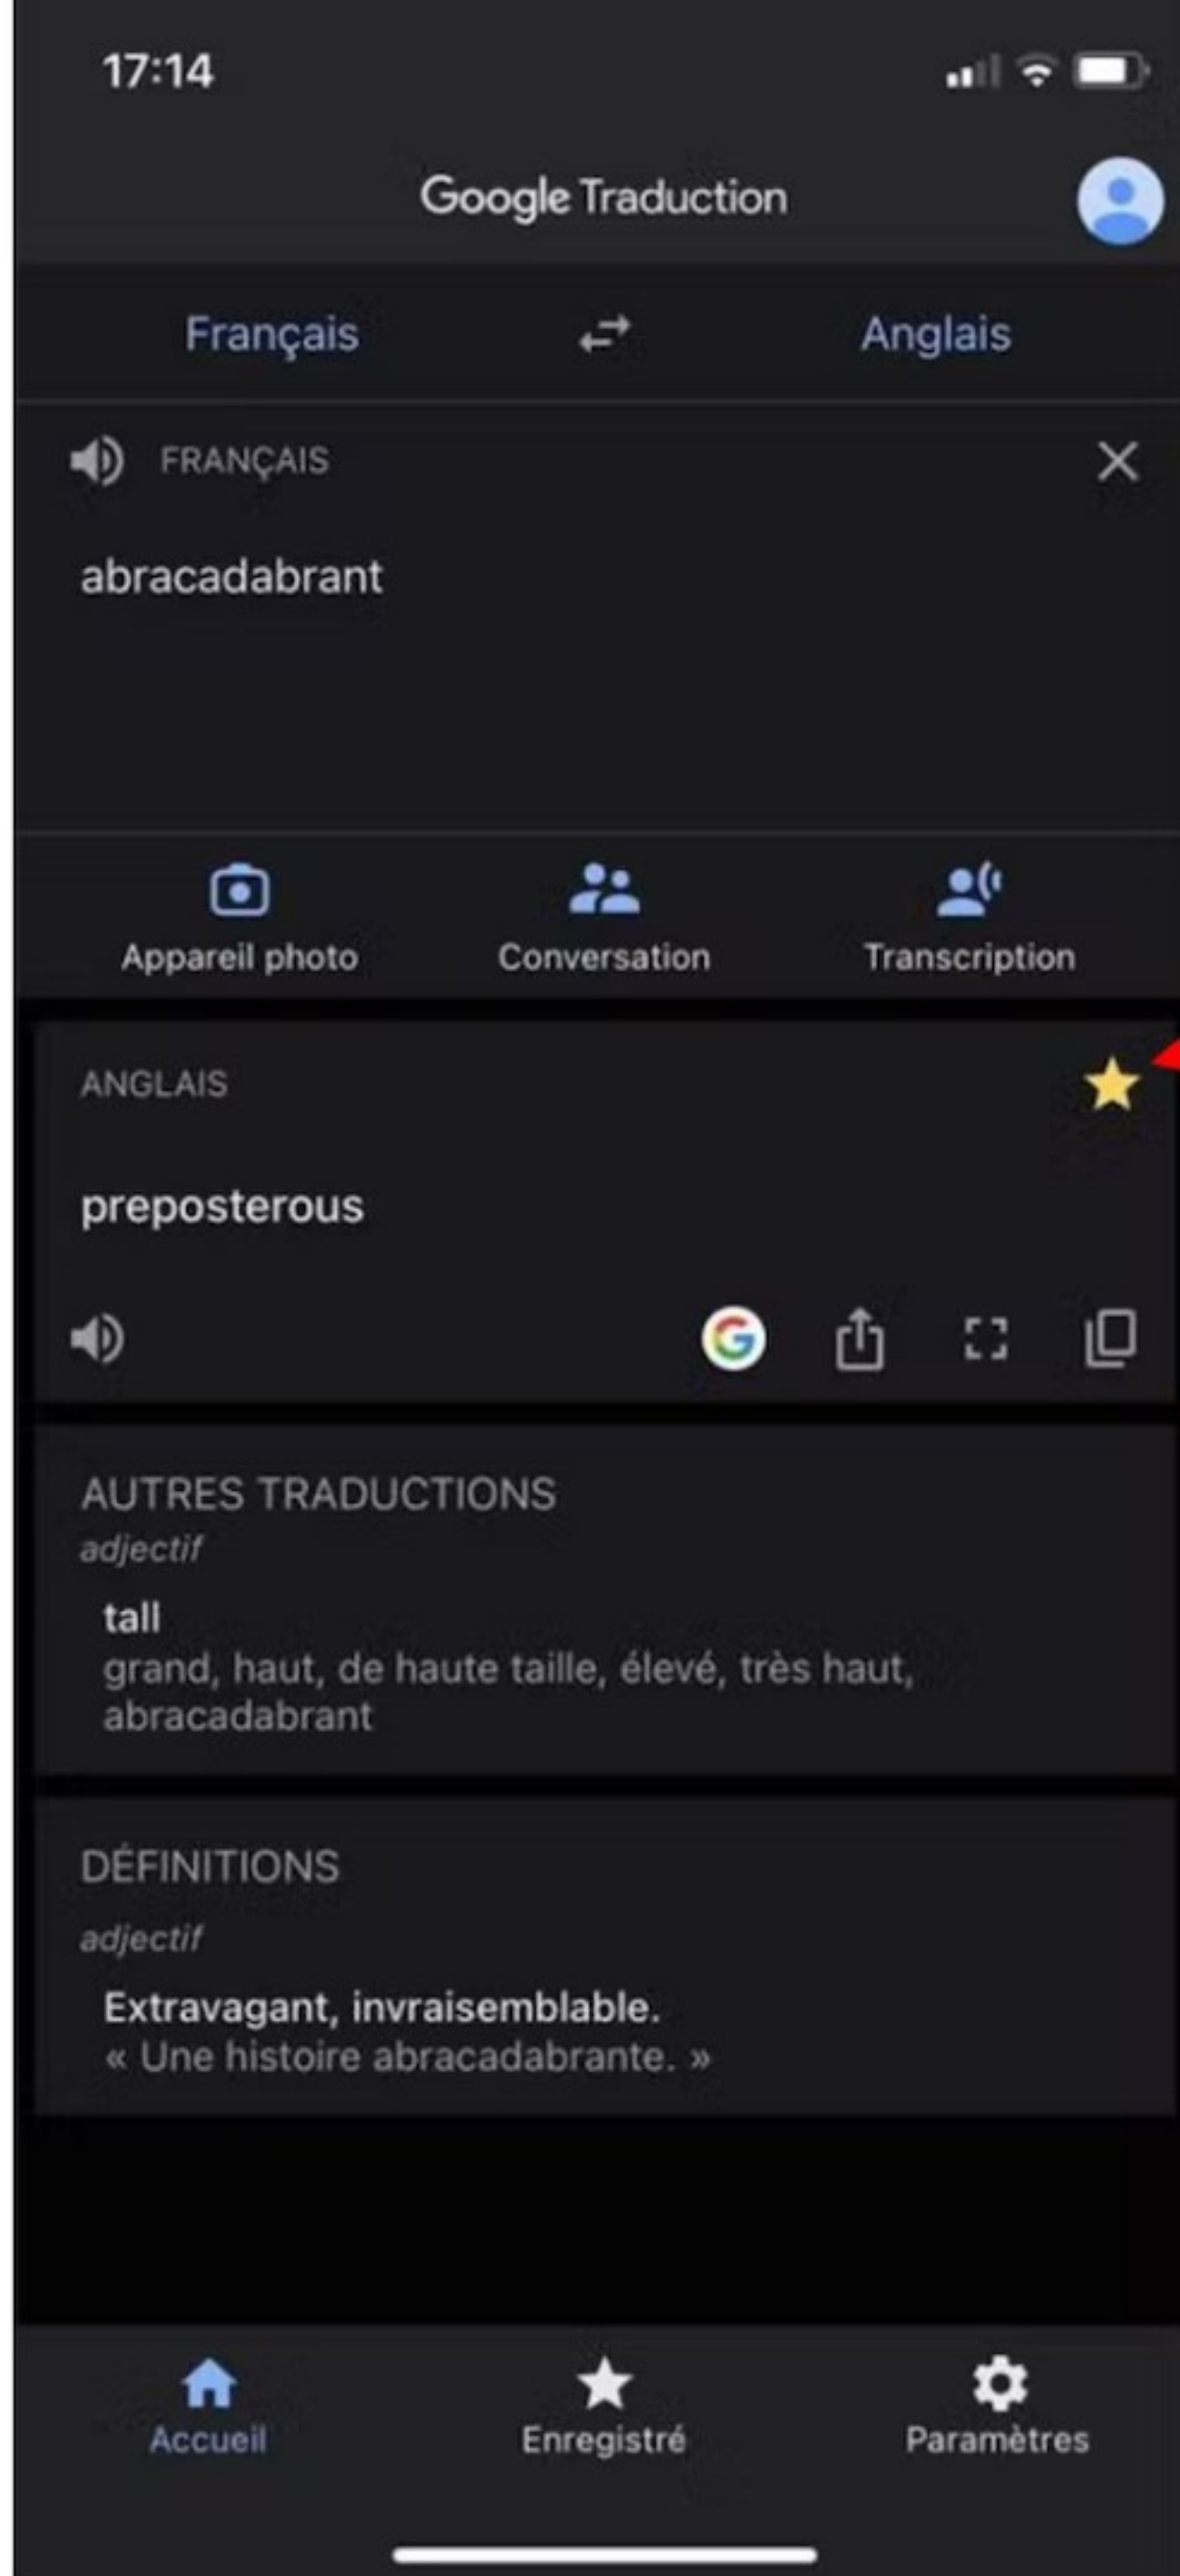 17:14
Google Traduction
Français Anglais
FRANÇAIS
abracadabrant
Appareil photo Conversation Transcription
ANGLAIS
preposterous
AUTRES TRADUCTIONS
adjectif
tall
grand, haut, de haute taille, élevé, très haut,
abracadabrant
DÉFINITIONS
adjectif
Extravagant, invraisemblable.
« Une histoire abracadabrante. »
Accueil Enregistré Paramètres